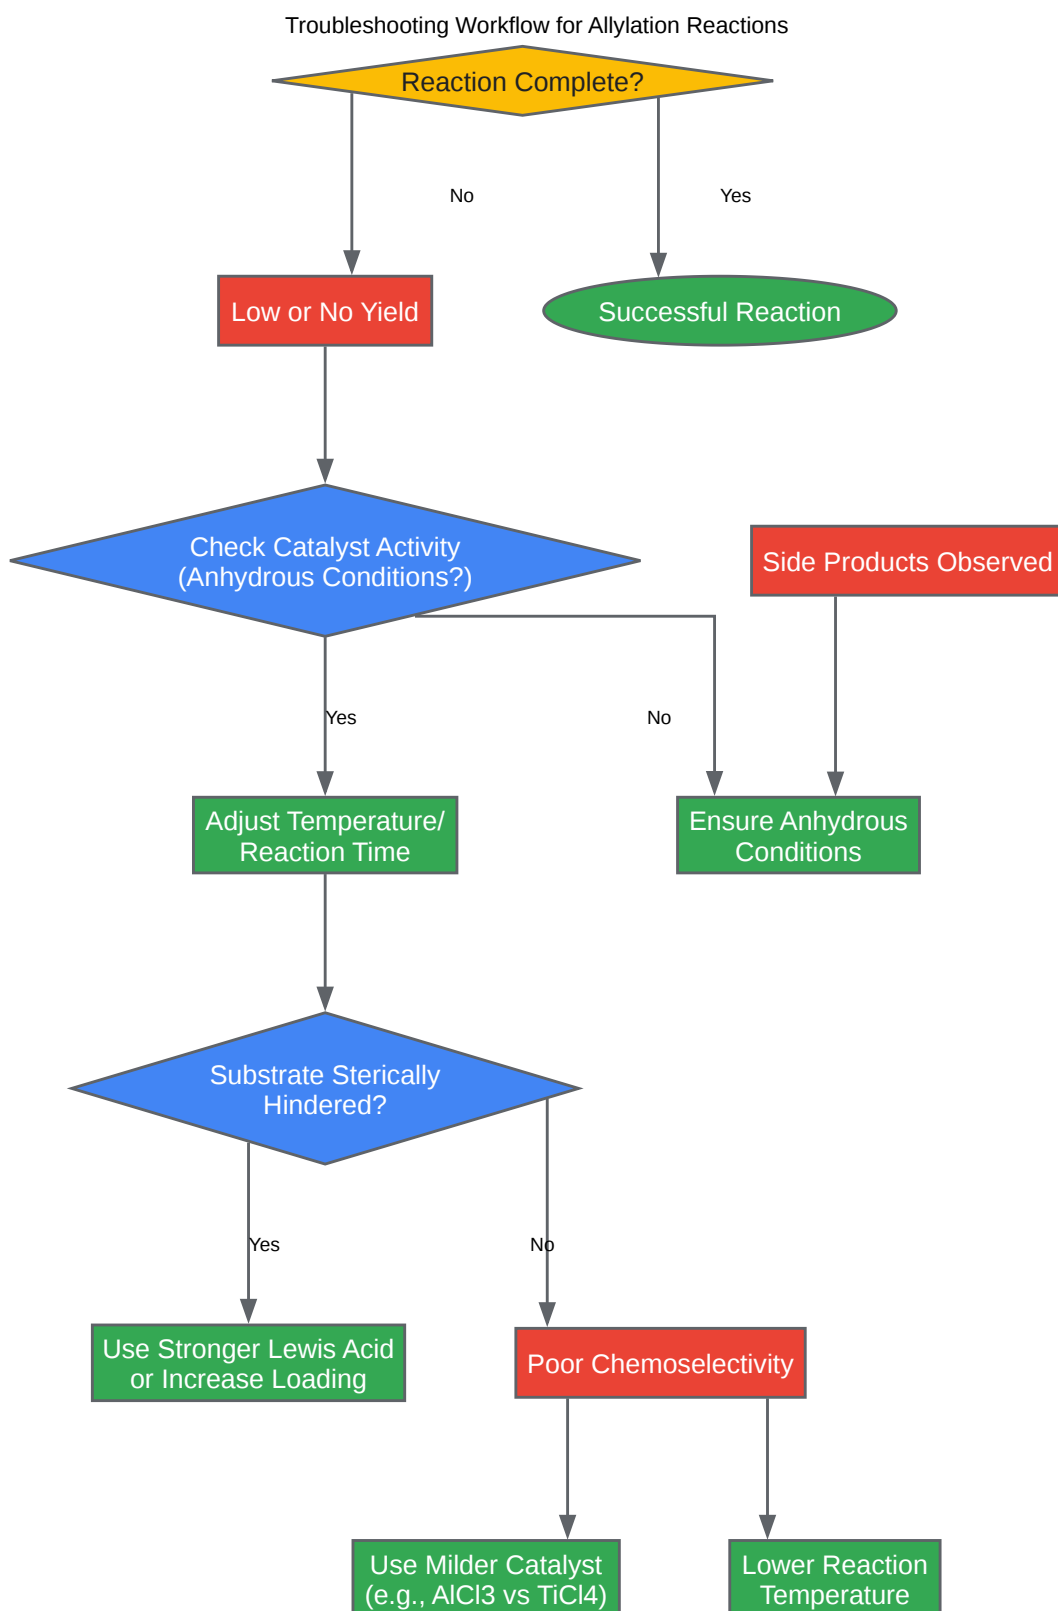 Troubleshooting Workflow for Allylation Reactions
Reaction Complete?
No
Yes
Low or No Yield
Successful Reaction
Check Catalyst Activity
(Anhydrous Conditions?)
Side Products Observed
Yes
No
Adjust Temperature/
Reaction Time
Ensure Anhydrous
Conditions
Substrate Sterically
Hindered?
Yes
No
Use Stronger Lewis Acid
or Increase Loading
Poor Chemoselectivity
Use Milder Catalyst
(e.g., AlCl3 vs TiCl4)
Lower Reaction
Temperature